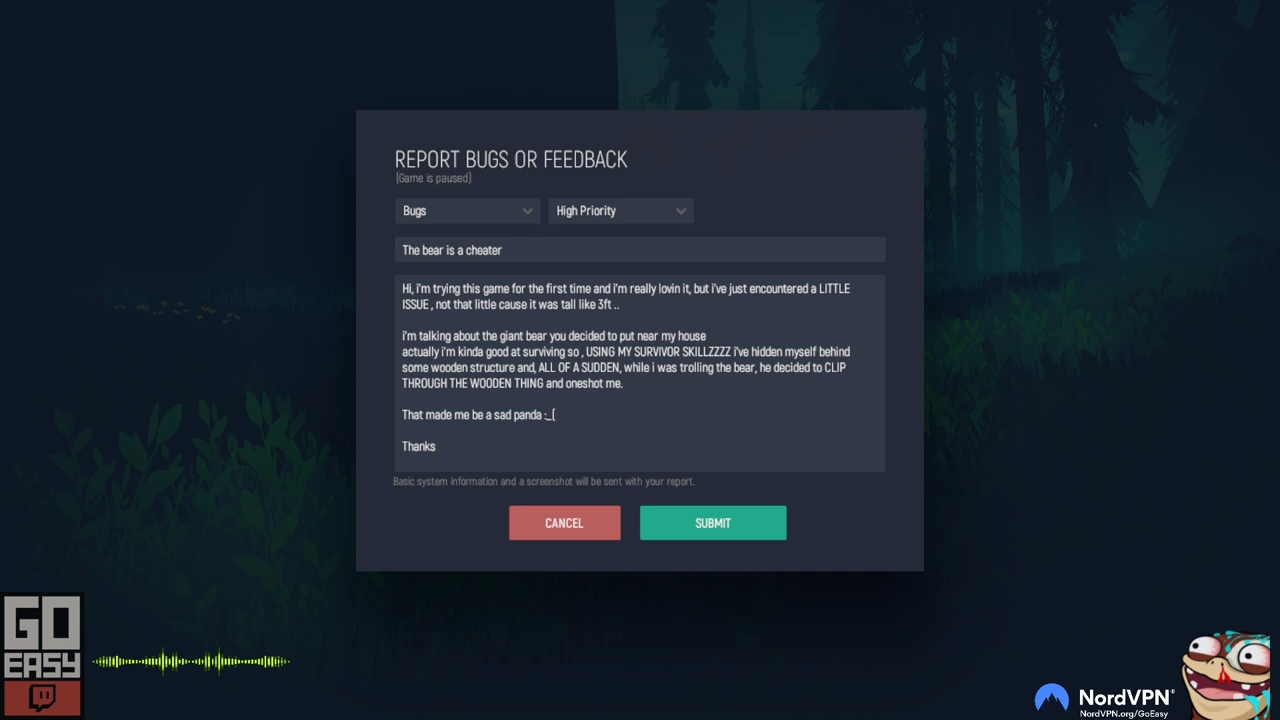 REPORT BUGS OR FEEDBACK
(Game is paused)
Bugs
High Priority
The bear is a cheater
Hi, i'm trying this game for the first time and i'm really lovin it, but i've just encountered a LITTLE
ISSUE , not that little cause it was tall like 3ft ..
i'm talking about the giant bear you decided to put near my house
actually i'm kinda good at surviving so , USING MY SURVIVOR SKILLZZZZ i've hidden myself behind
some wooden structure and, ALL OF A SUDDEN, while i was trolling the bear, he decided to CLIP
THROUGH THE WOODEN THING and oneshot me.
That made me be a sad panda :_(
Thanks
Basic system information and a screenshot will be sent with your report.
CANCEL
SUBMIT
GO
EASY
NordVPN®
NordVPN.org/GoEasy